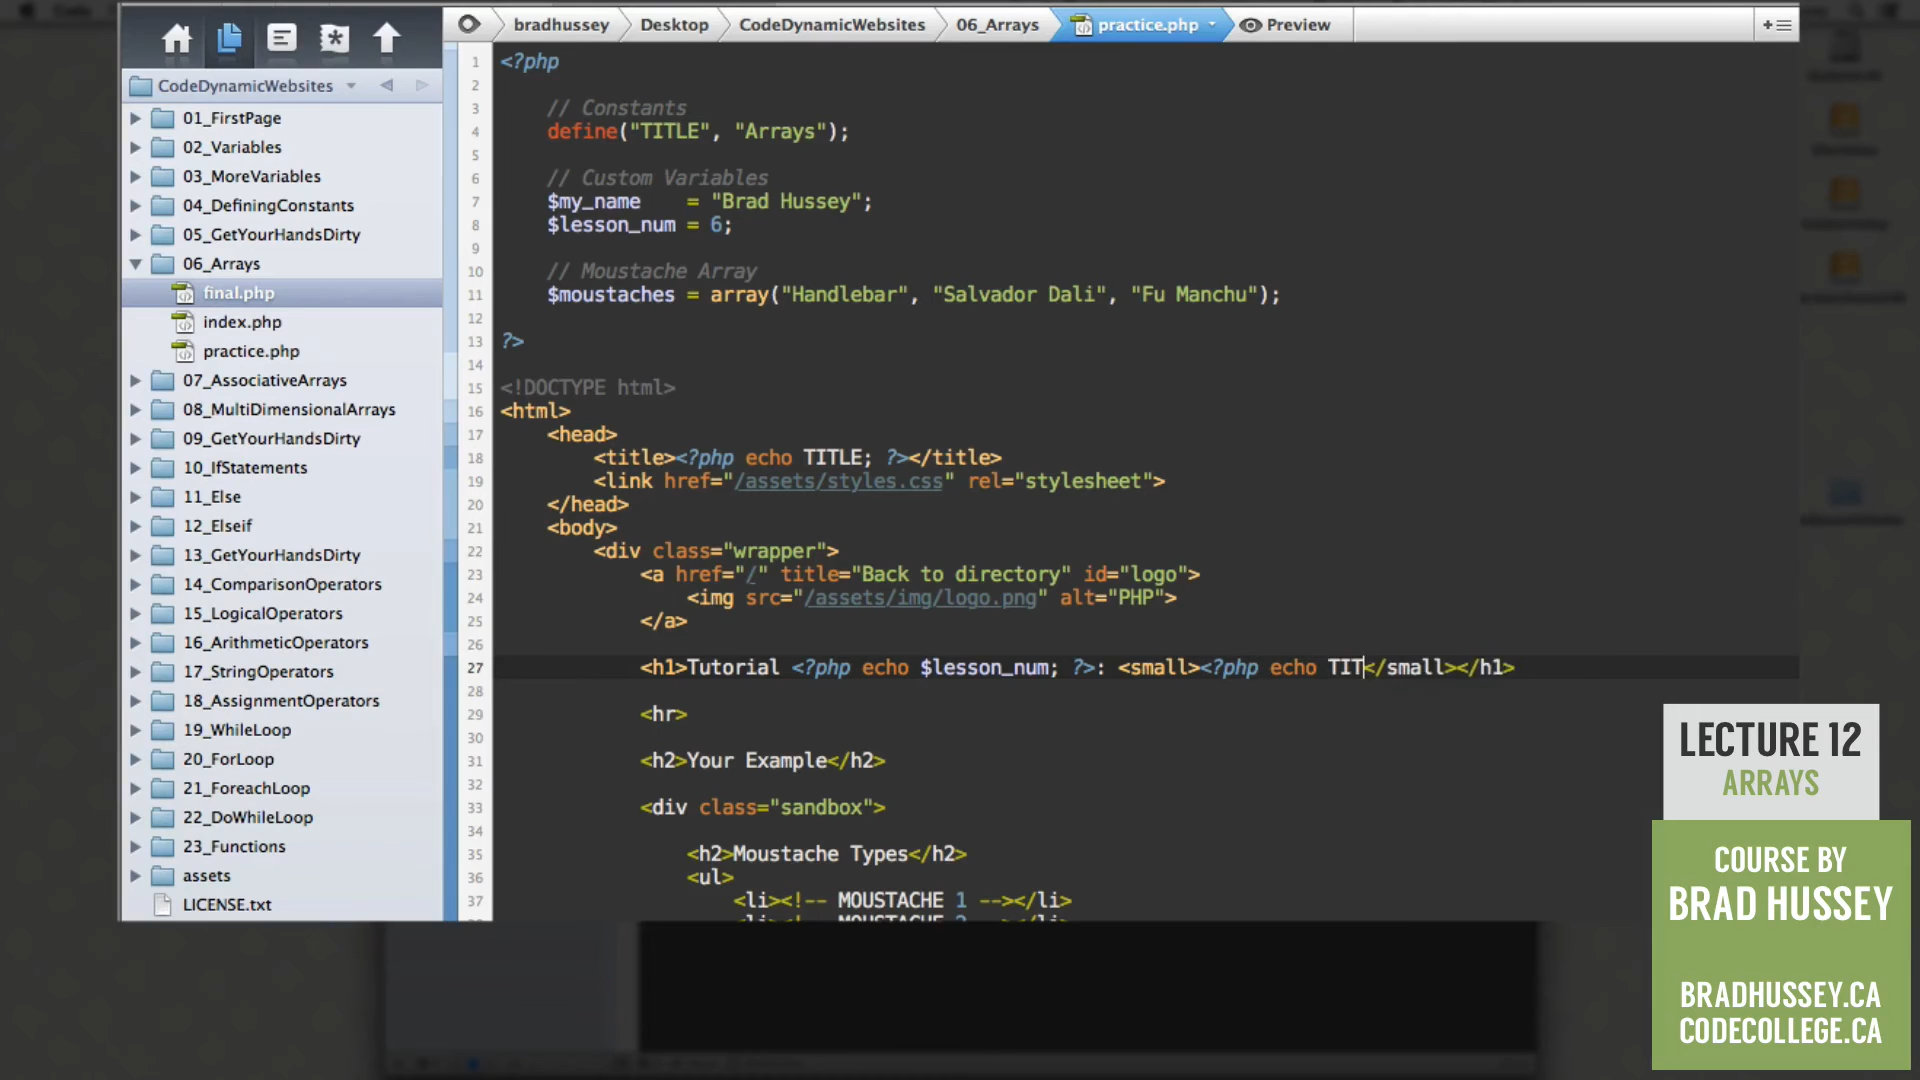 bradhussey Desktop CodeDynamicWebsites 06_Arrays practice.php Preview
CodeDynamicWebsites
01_FirstPage
02_Variables
03_MoreVariables
04_DefiningConstants
05_GetYourHandsDirty
06_Arrays
final.php
index.php
practice.php
07_AssociativeArrays
08_MultiDimensionalArrays
09_GetYourHandsDirty
10_IfStatements
11_Else
12_Elseif
13_GetYourHandsDirty
14_ComparisonOperators
15_LogicalOperators
16_ArithmeticOperators
17_StringOperators
18_AssignmentOperators
19_WhileLoop
20_ForLoop
21_ForeachLoop
22_DoWhileLoop
23_Functions
assets
LICENSE.txt
1 <?php
2
3 // Constants
4 define("TITLE", "Arrays");
5
6 // Custom Variables
7 $my_name = "Brad Hussey";
8 $lesson_num = 6;
9
10 // Moustache Array
11 $moustaches = array("Handlebar", "Salvador Dali", "Fu Manchu");
12
13 ?>
14
15 <!DOCTYPE html>
16 <html>
17 <head>
18 <title><?php echo TITLE; ?></title>
19 <link href="/assets/styles.css" rel="stylesheet">
20 </head>
21 <body>
22 <div class="wrapper">
23 <a href="/" title="Back to directory" id="logo">
24 <img src="/assets/img/logo.png" alt="PHP">
25 </a>
26
27 <h1>Tutorial <?php echo $lesson_num; ?>: <small><?php echo TIT</small></h1>
28
29 <hr>
30
31 <h2>Your Example</h2>
32
33 <div class="sandbox">
34
35 <h2>Moustache Types</h2>
36 <ul>
37 <li><!-- MOUSTACHE 1 --></li>
LECTURE 12
ARRAYS
COURSE BY
BRAD HUSSEY
BRADHUSSEY.CA
CODECOLLEGE.CA